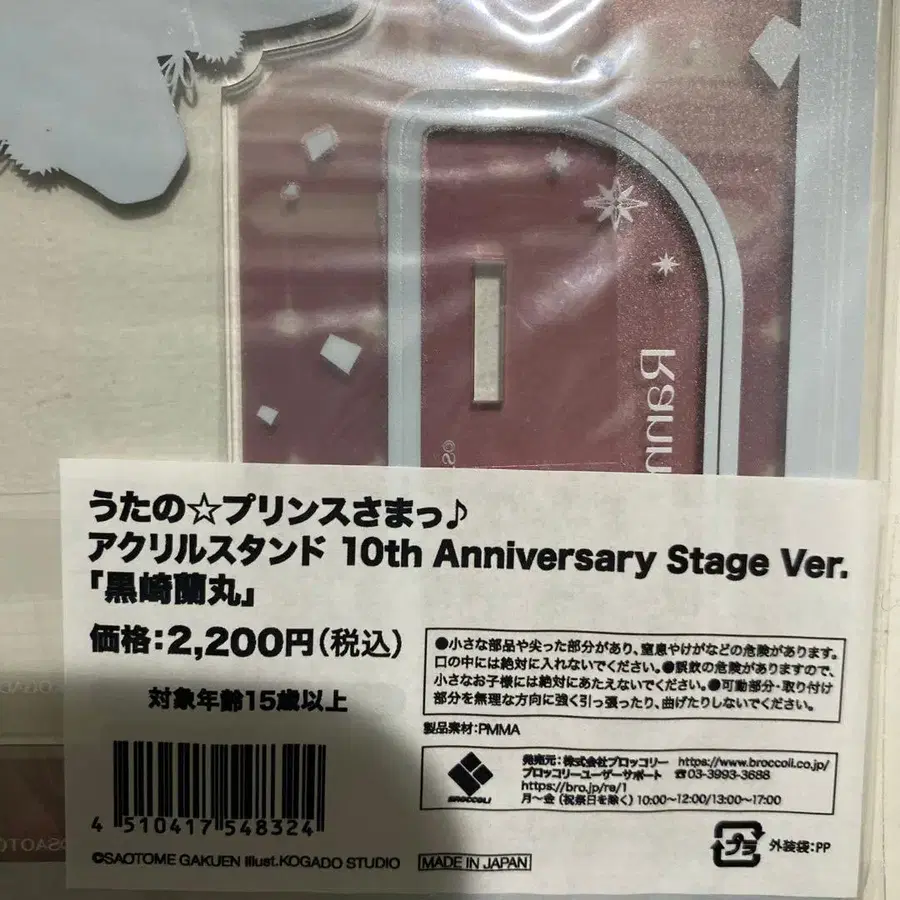 Rann
うたの☆プリンスさまっ♪
アクリルスタンド 10th Anniversary Stage Ver.
「黒崎蘭丸」
価格:2,200円(税込)
対象年齢15歳以上
●小さな部品や尖った部分があり、窒息やけがなどの危険があります。
口の中には絶対に入れないでください。●誤飲の危険がありますので、
小さなお子様には絶対にあたえないでください。●可動部分・取り付け
部分を無理な方向に強く引っ張ったり、曲げたりしないでください。
製品素材:PMMA
BROCCOLI
発売元:株式会社ブロッコリー https://www.broccoli.co.jp/
ブロッコリーユーザーサポート ☎03-3993-3688
https://bro.jp/re/1
月〜金 (祝祭日を除く) 10:00〜12:00/13:00〜17:00
4 510417 548324
©SAOTOME GAKUEN Illust.KOGADO STUDIO
MADE IN JAPAN
プラ
外装袋:PP